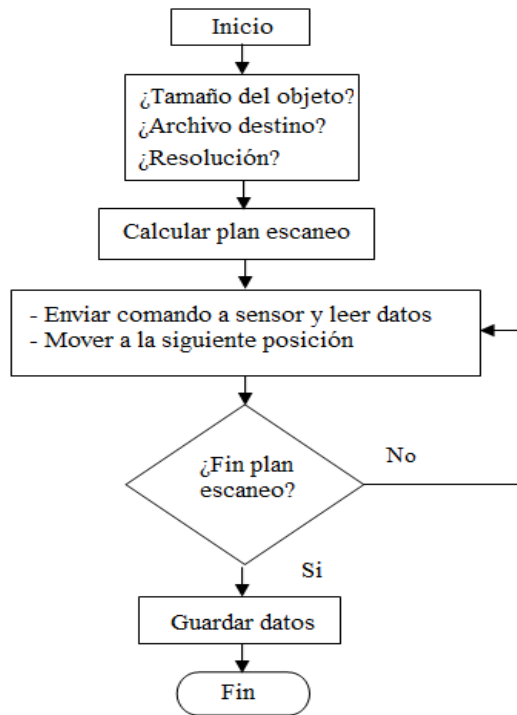 Inicio
¿Tamaño del objeto?
¿Archivo destino?
¿Resolución?
Calcular plan escaneo
- Enviar comando a sensor y leer datos
- Mover a la siguiente posición
¿Fin plan
escaneo?
No
Si
Guardar datos
Fin